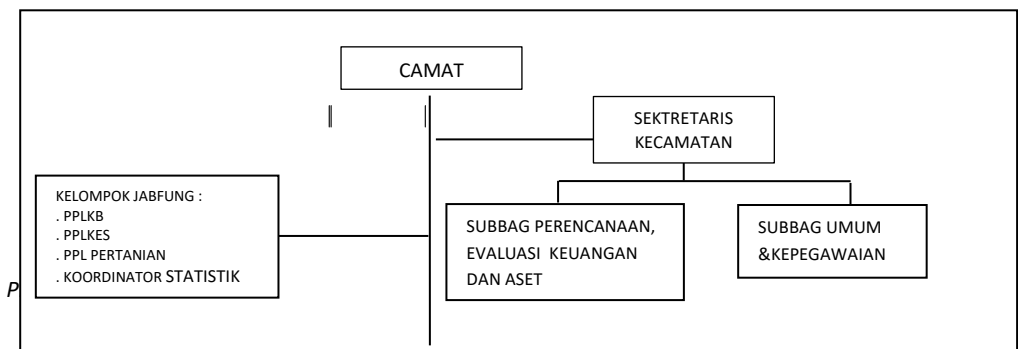 CAMAT
SEKTRETARIS
KECAMATAN
KELOMPOK JABFUNG :
. PPLKB
. PPLKES
. PPL PERTANIAN
. KOORDINATOR STATISTIK
SUBBAG PERENCANAAN,
EVALUASI KEUANGAN
DAN ASET
SUBBAG UMUM
&KEPEGAWAIAN
P